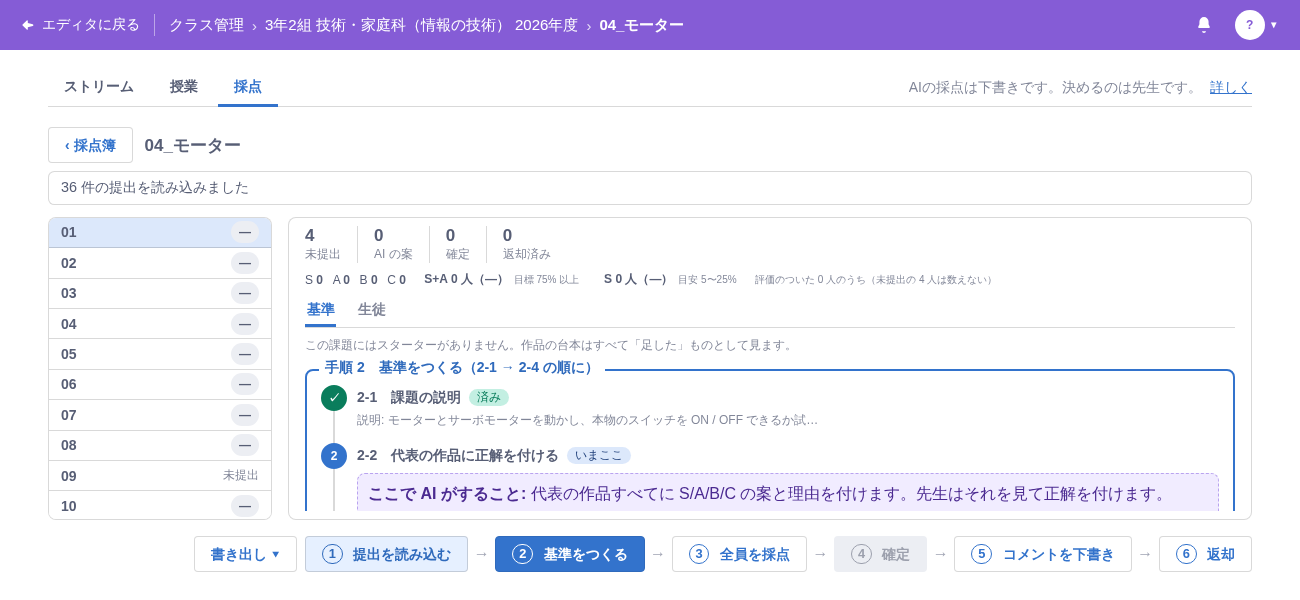 エディタに戻る クラス管理 › 3年2組 技術・家庭科（情報の技術） 2026年度 › 04_モーター ?
ストリーム 授業 採点 AIの採点は下書きです。決めるのは先生です。 詳しく
‹ 採点簿 04_モーター
36 件の提出を読み込みました
01 —
02 —
03 —
04 —
05 —
06 —
07 —
08 —
09 未提出
10 —
4 0 0 0
未提出 AI の案 確定 返却済み
S 0 A 0 B 0 C 0 S+A 0 人（—） 目標 75% 以上 S 0 人（—） 目安 5〜25% 評価のついた 0 人のうち（未提出の 4 人は数えない）
基準 生徒
この課題にはスターターがありません。作品の台本はすべて「足した」ものとして見ます。
手順 2 基準をつくる（2-1 → 2-4 の順に）
✓ 2-1 課題の説明 済み
説明: モーターとサーボモーターを動かし、本物のスイッチを ON / OFF できるか試…
2 2-2 代表の作品に正解を付ける いまここ
ここで AI がすること: 代表の作品すべてに S/A/B/C の案と理由を付けます。先生はそれを見て正解を付けます。
書き出し ▾ 1 提出を読み込む → 2 基準をつくる → 3 全員を採点 → 4 確定 → 5 コメントを下書き → 6 返却